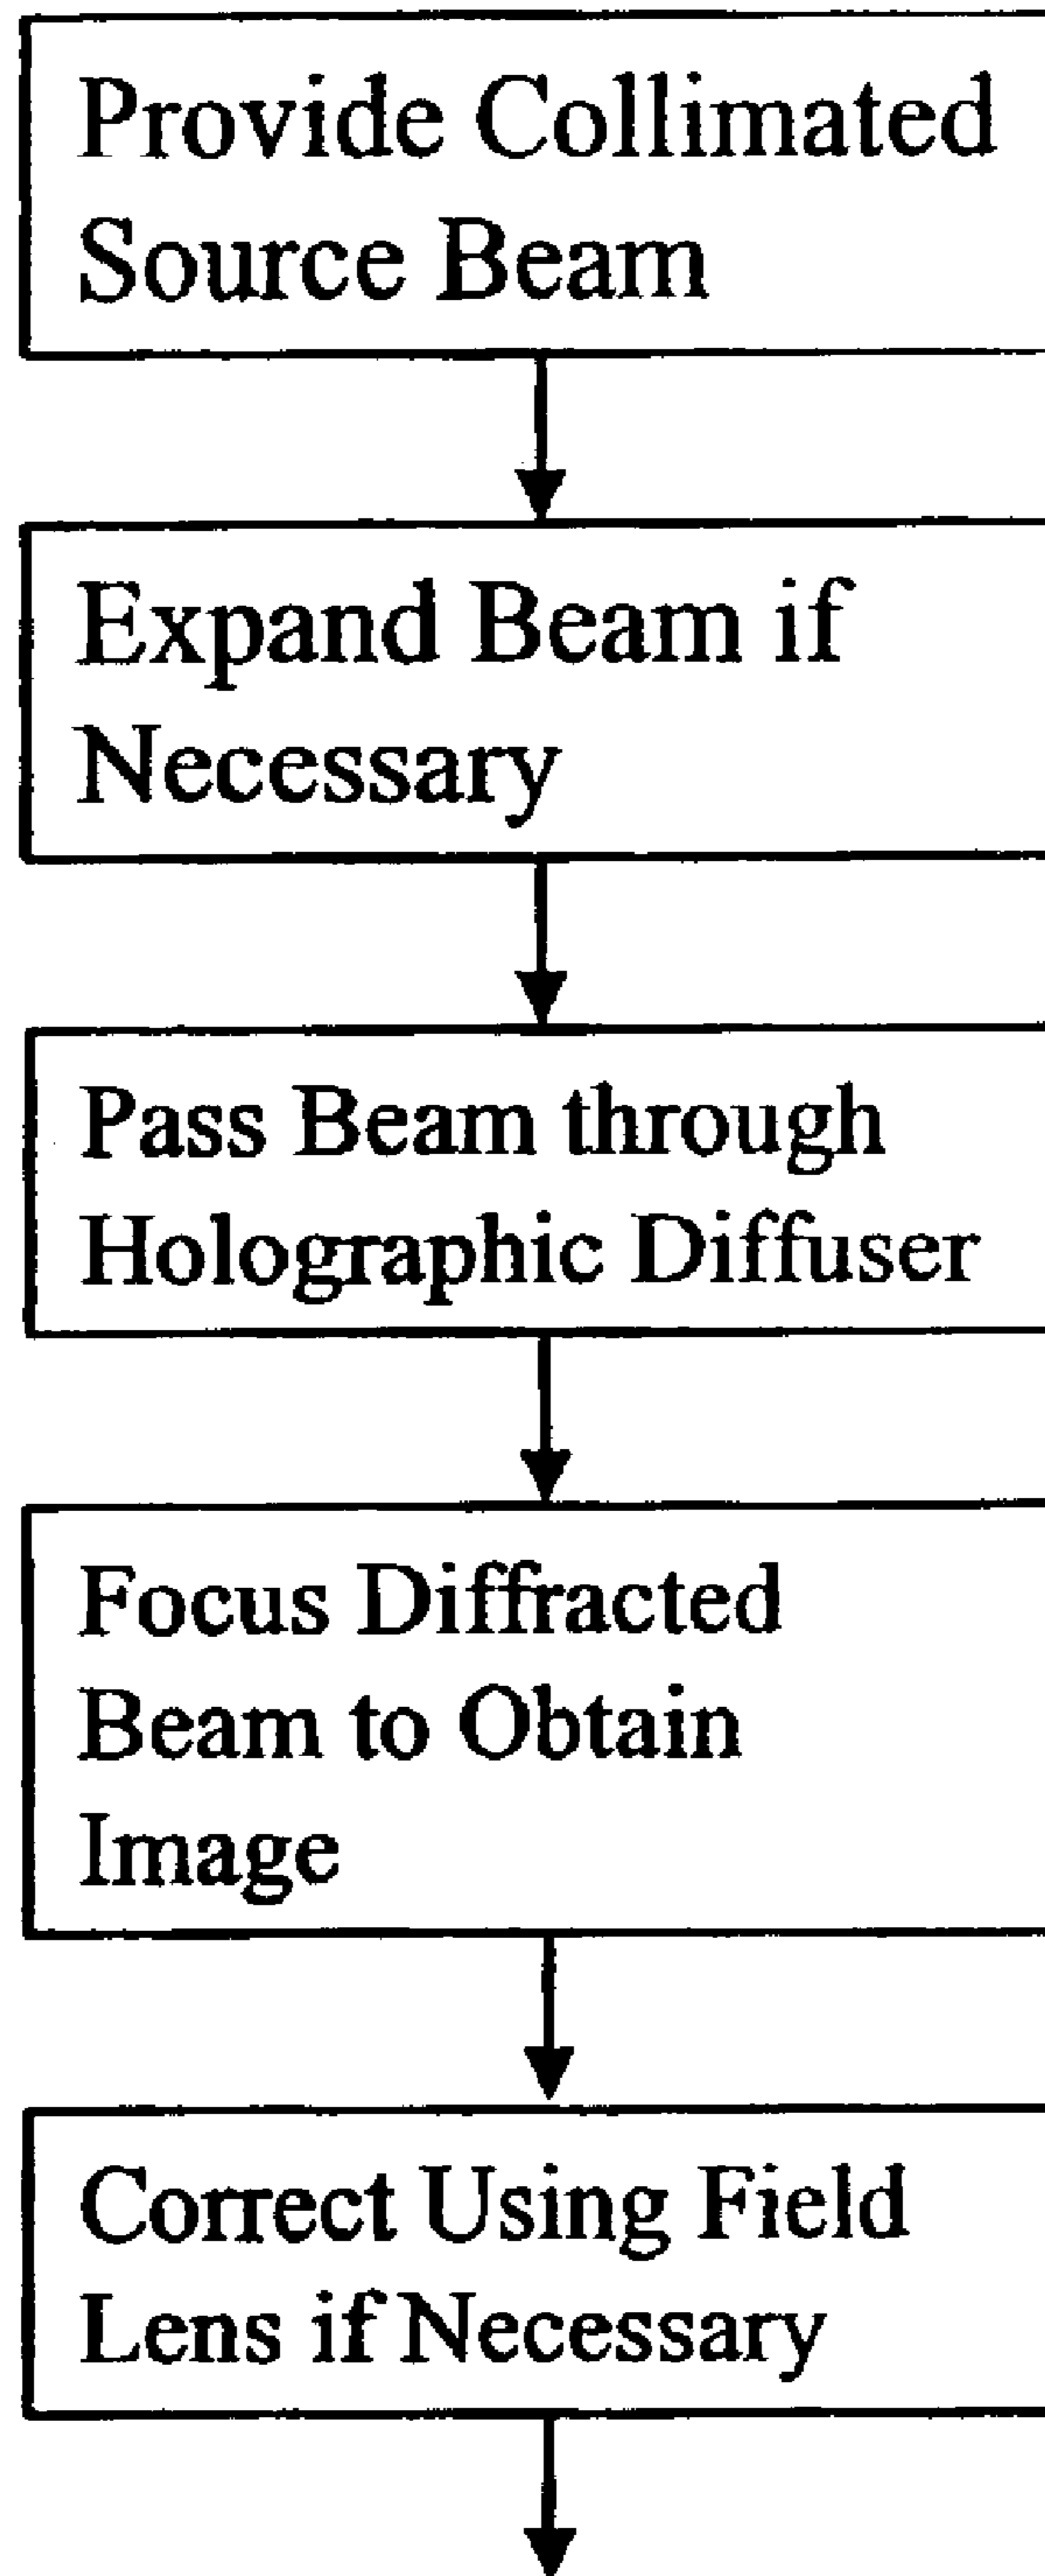 Provide Collimated
Source Beam
Expand Beam if
Necessary
Pass Beam through
Holographic Diffuser
Focus Diffracted
Beam to Obtain
Image
Correct Using Field
Lens if Necessary